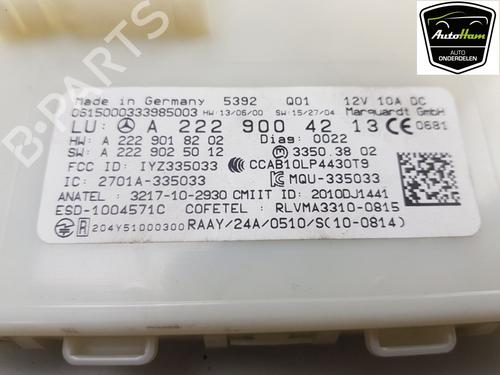 AutoHam
AUTO
ONDERDELEN
B-PARTS
Made in Germany 5392 Q01 12V 10A DC
0615000333985003 HW:13/06/00 SW:15/27/04 Marquardt GmbH
LU: A 222 900 42 13 CE 0681
HW: A 222 901 82 02 Diag: 0022
SW: A 222 902 50 12 3350.3802
FCC ID: IYZ335033 CCAB10LP4430T9
IC: 2701A-335033 MQU-335033
ANATEL : 3217-10-2930 CMIIT ID: 2010DJ1441
ESD-1004571C COFETEL : RLVMA3310-0815
R 204Y51000300 RAAY/24A/0510/S(10-0814)